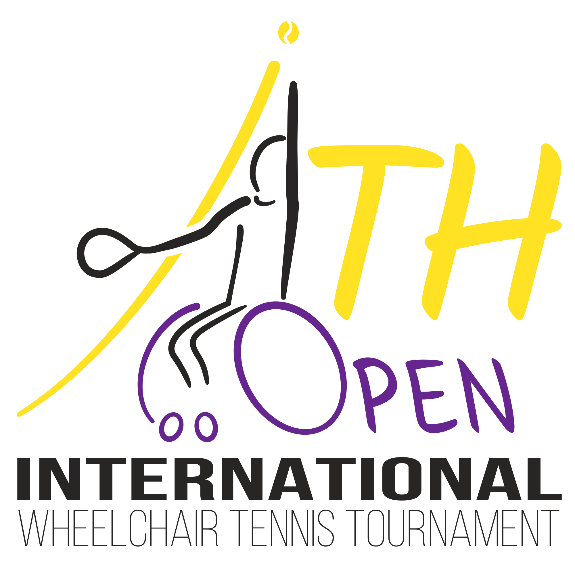 ATH
OPEN
INTERNATIONAL
WHEELCHAIR TENNIS TOURNAMENT